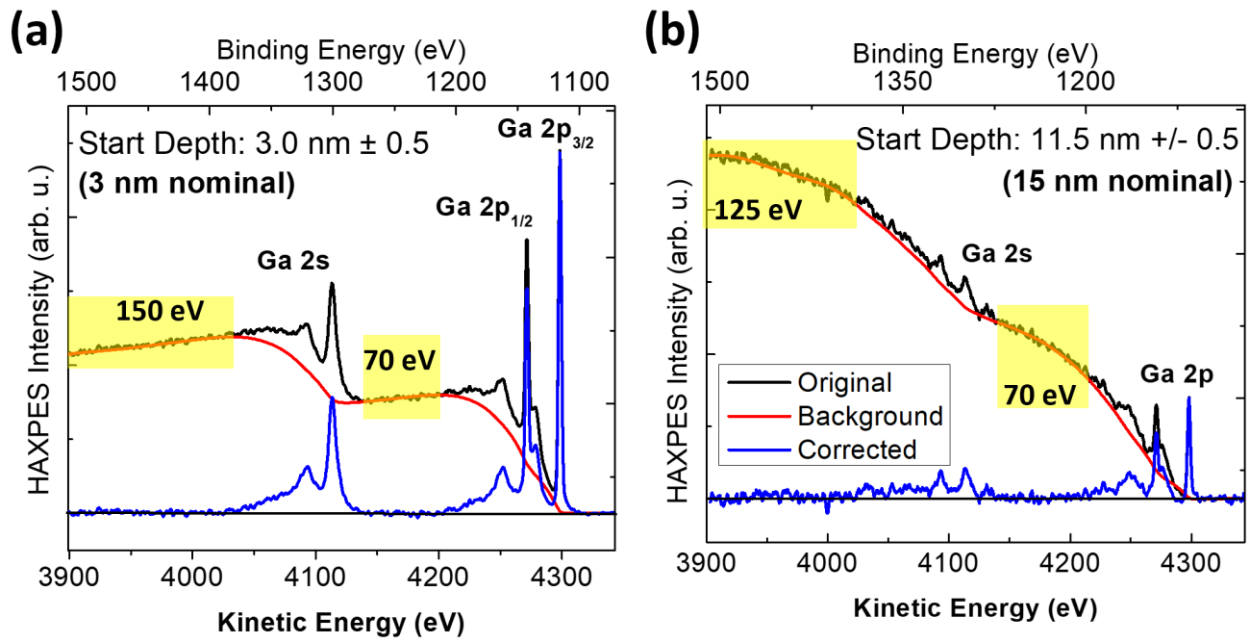 (a)
Binding Energy (eV)
1500 1400 1300 1200 1100
Start Depth: 3.0 nm ± 0.5
(3 nm nominal)
Ga 2p3/2
Ga 2p1/2
Ga 2s
150 eV
70 eV
HAXPES Intensity (arb. u.)
3900 4000 4100 4200 4300
Kinetic Energy (eV)
(b)
Binding Energy (eV)
1500 1350 1200
Start Depth: 11.5 nm +/- 0.5
(15 nm nominal)
125 eV
Ga 2s
70 eV
Ga 2p
Original
Background
Corrected
HAXPES Intensity (arb. u.)
3900 4000 4100 4200 4300
Kinetic Energy (eV)